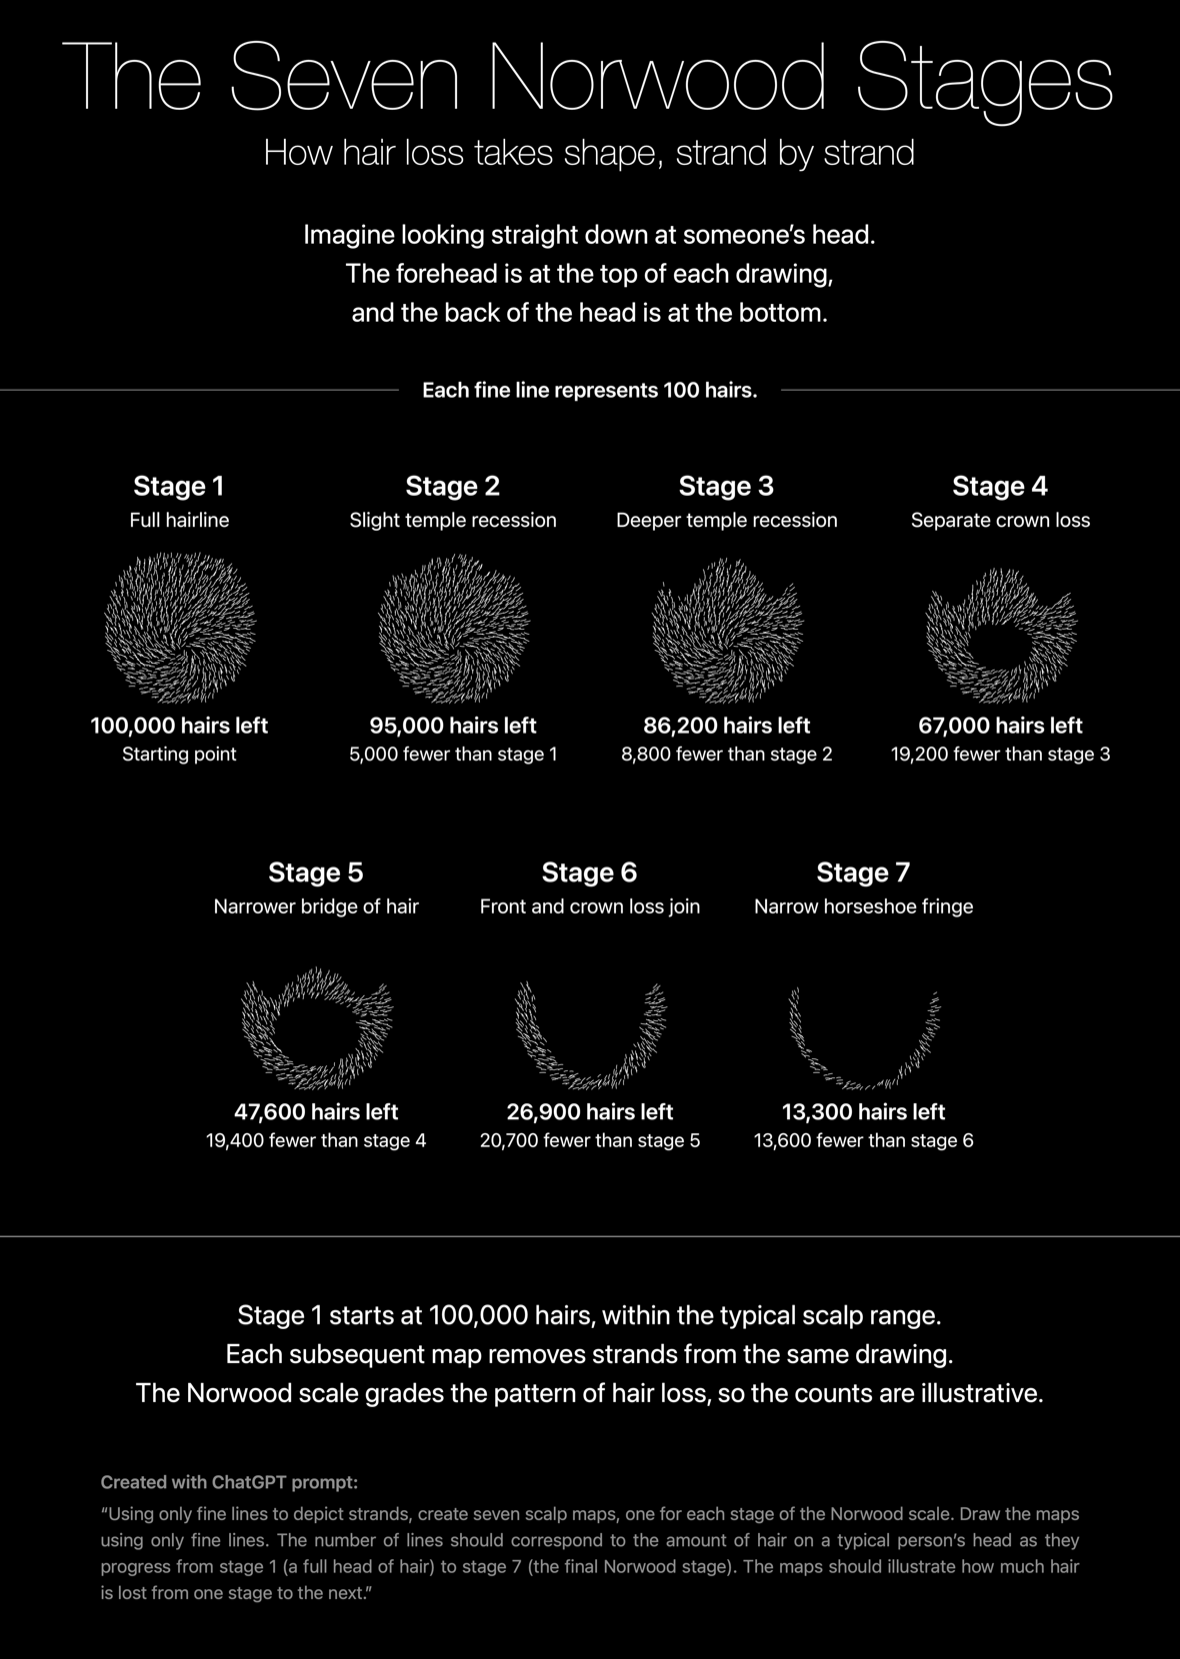 The Seven Norwood Stages
How hair loss takes shape, strand by strand
Imagine looking straight down at someone’s head.
The forehead is at the top of each drawing,
and the back of the head is at the bottom.
Each fine line represents 100 hairs.
Stage 1
Full hairline
100,000 hairs left
Starting point
Stage 2
Slight temple recession
95,000 hairs left
5,000 fewer than stage 1
Stage 3
Deeper temple recession
86,200 hairs left
8,800 fewer than stage 2
Stage 4
Separate crown loss
67,000 hairs left
19,200 fewer than stage 3
Stage 5
Narrower bridge of hair
47,600 hairs left
19,400 fewer than stage 4
Stage 6
Front and crown loss join
26,900 hairs left
20,700 fewer than stage 5
Stage 7
Narrow horseshoe fringe
13,300 hairs left
13,600 fewer than stage 6
Stage 1 starts at 100,000 hairs, within the typical scalp range.
Each subsequent map removes strands from the same drawing.
The Norwood scale grades the pattern of hair loss, so the counts are illustrative.
Created with ChatGPT prompt:
“Using only fine lines to depict strands, create seven scalp maps, one for each stage of the Norwood scale. Draw the maps
using only fine lines. The number of lines should correspond to the amount of hair on a typical person’s head as they
progress from stage 1 (a full head of hair) to stage 7 (the final Norwood stage). The maps should illustrate how much hair
is lost from one stage to the next.”